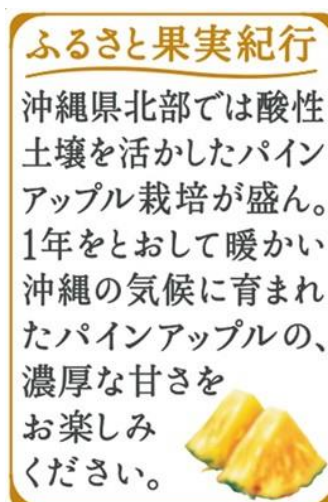 ふるさと果実紀行
沖縄県北部では酸性
土壌を活かしたパイン
アップル栽培が盛ん。
1年をとおして暖かい
沖縄の気候に育まれ
たパインアップルの、
濃厚な甘さを
お楽しみ
ください。